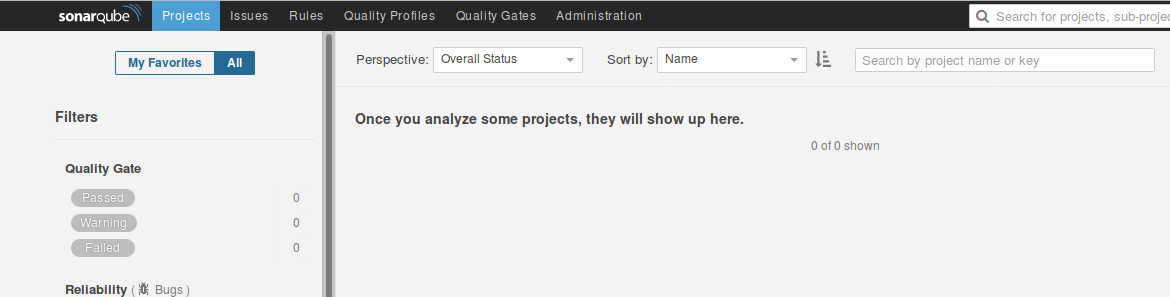 sonarqube Projects Issues Rules Quality Profiles Quality Gates Administration Search for projects, sub-projec
My Favorites All
Perspective: Overall Status Sort by: Name Search by project name or key
Filters
Once you analyze some projects, they will show up here.
0 of 0 shown
Quality Gate
Passed 0
Warning 0
Failed 0
Reliability ( Bugs )